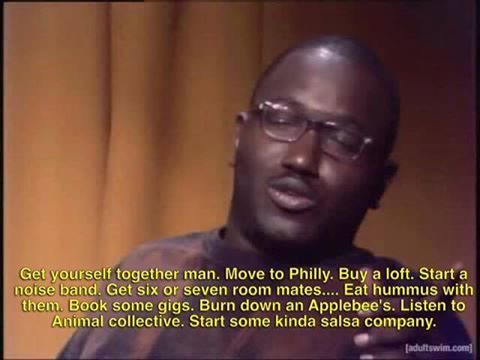 Get yourself together man. Move to Philly. Buy a loft. Start a
noise band. Get six or seven room mates.... Eat hummus with
them. Book some gigs. Burn down an Applebee's. Listen to
Animal collective. Start some kinda salsa company.
[adultswim.com]